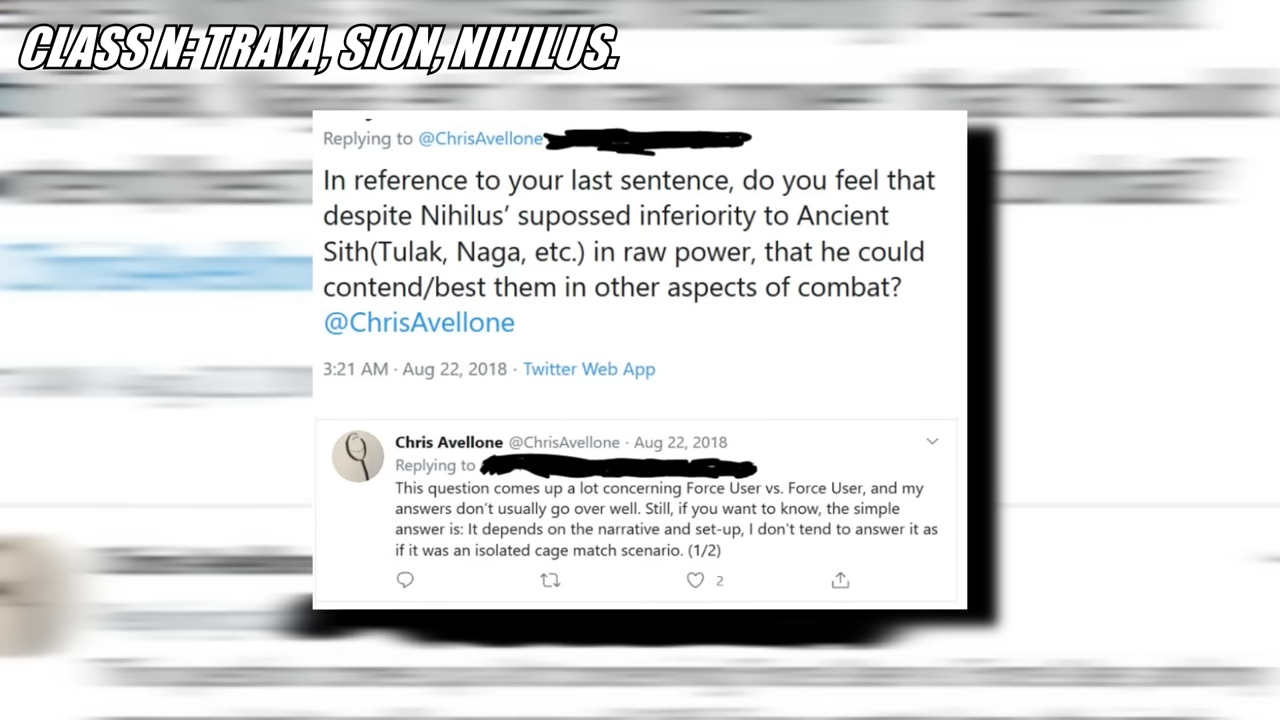 CLASS N: TRAYA, SION, NIHILUS.
Replying to @ChrisAvellone
In reference to your last sentence, do you feel that
despite Nihilus’ supossed inferiority to Ancient
Sith(Tulak, Naga, etc.) in raw power, that he could
contend/best them in other aspects of combat?
@ChrisAvellone
3:21 AM · Aug 22, 2018 · Twitter Web App
Chris Avellone @ChrisAvellone · Aug 22, 2018
Replying to
This question comes up a lot concerning Force User vs. Force User, and my
answers don’t usually go over well. Still, if you want to know, the simple
answer is: It depends on the narrative and set-up, I don’t tend to answer it as
if it was an isolated cage match scenario. (1/2)
2